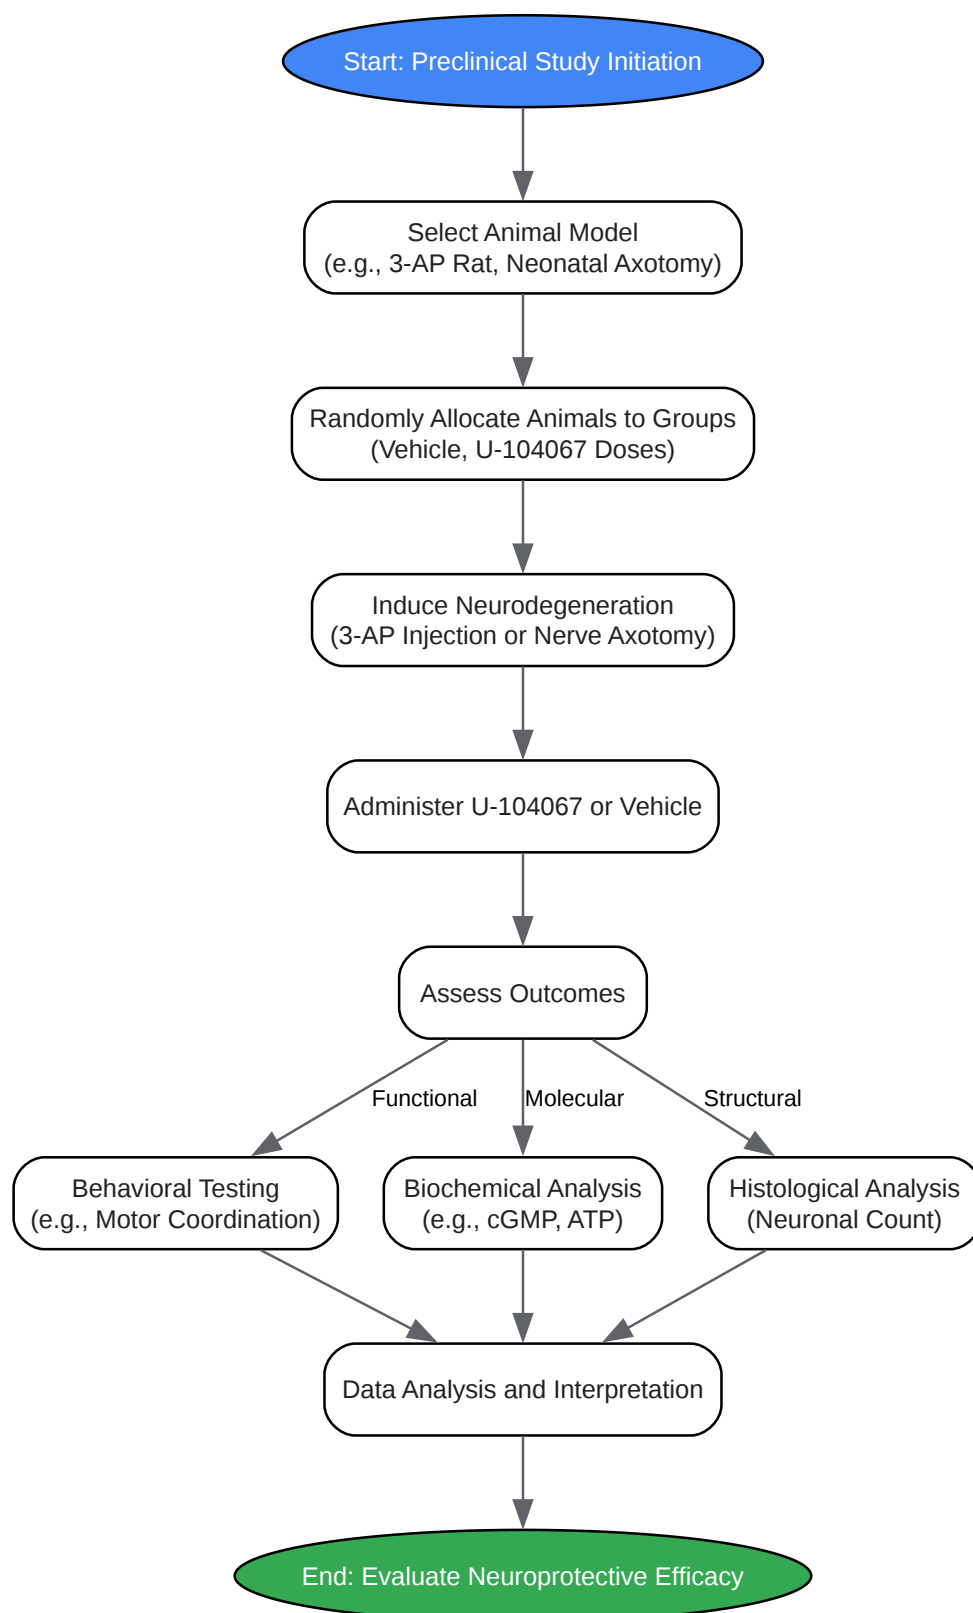 Start: Preclinical Study Initiation
Select Animal Model
(e.g., 3-AP Rat, Neonatal Axotomy)
Randomly Allocate Animals to Groups
(Vehicle, U-104067 Doses)
Induce Neurodegeneration
(3-AP Injection or Nerve Axotomy)
Administer U-104067 or Vehicle
Assess Outcomes
Functional
Molecular
Structural
Behavioral Testing
(e.g., Motor Coordination)
Biochemical Analysis
(e.g., cGMP, ATP)
Histological Analysis
(Neuronal Count)
Data Analysis and Interpretation
End: Evaluate Neuroprotective Efficacy